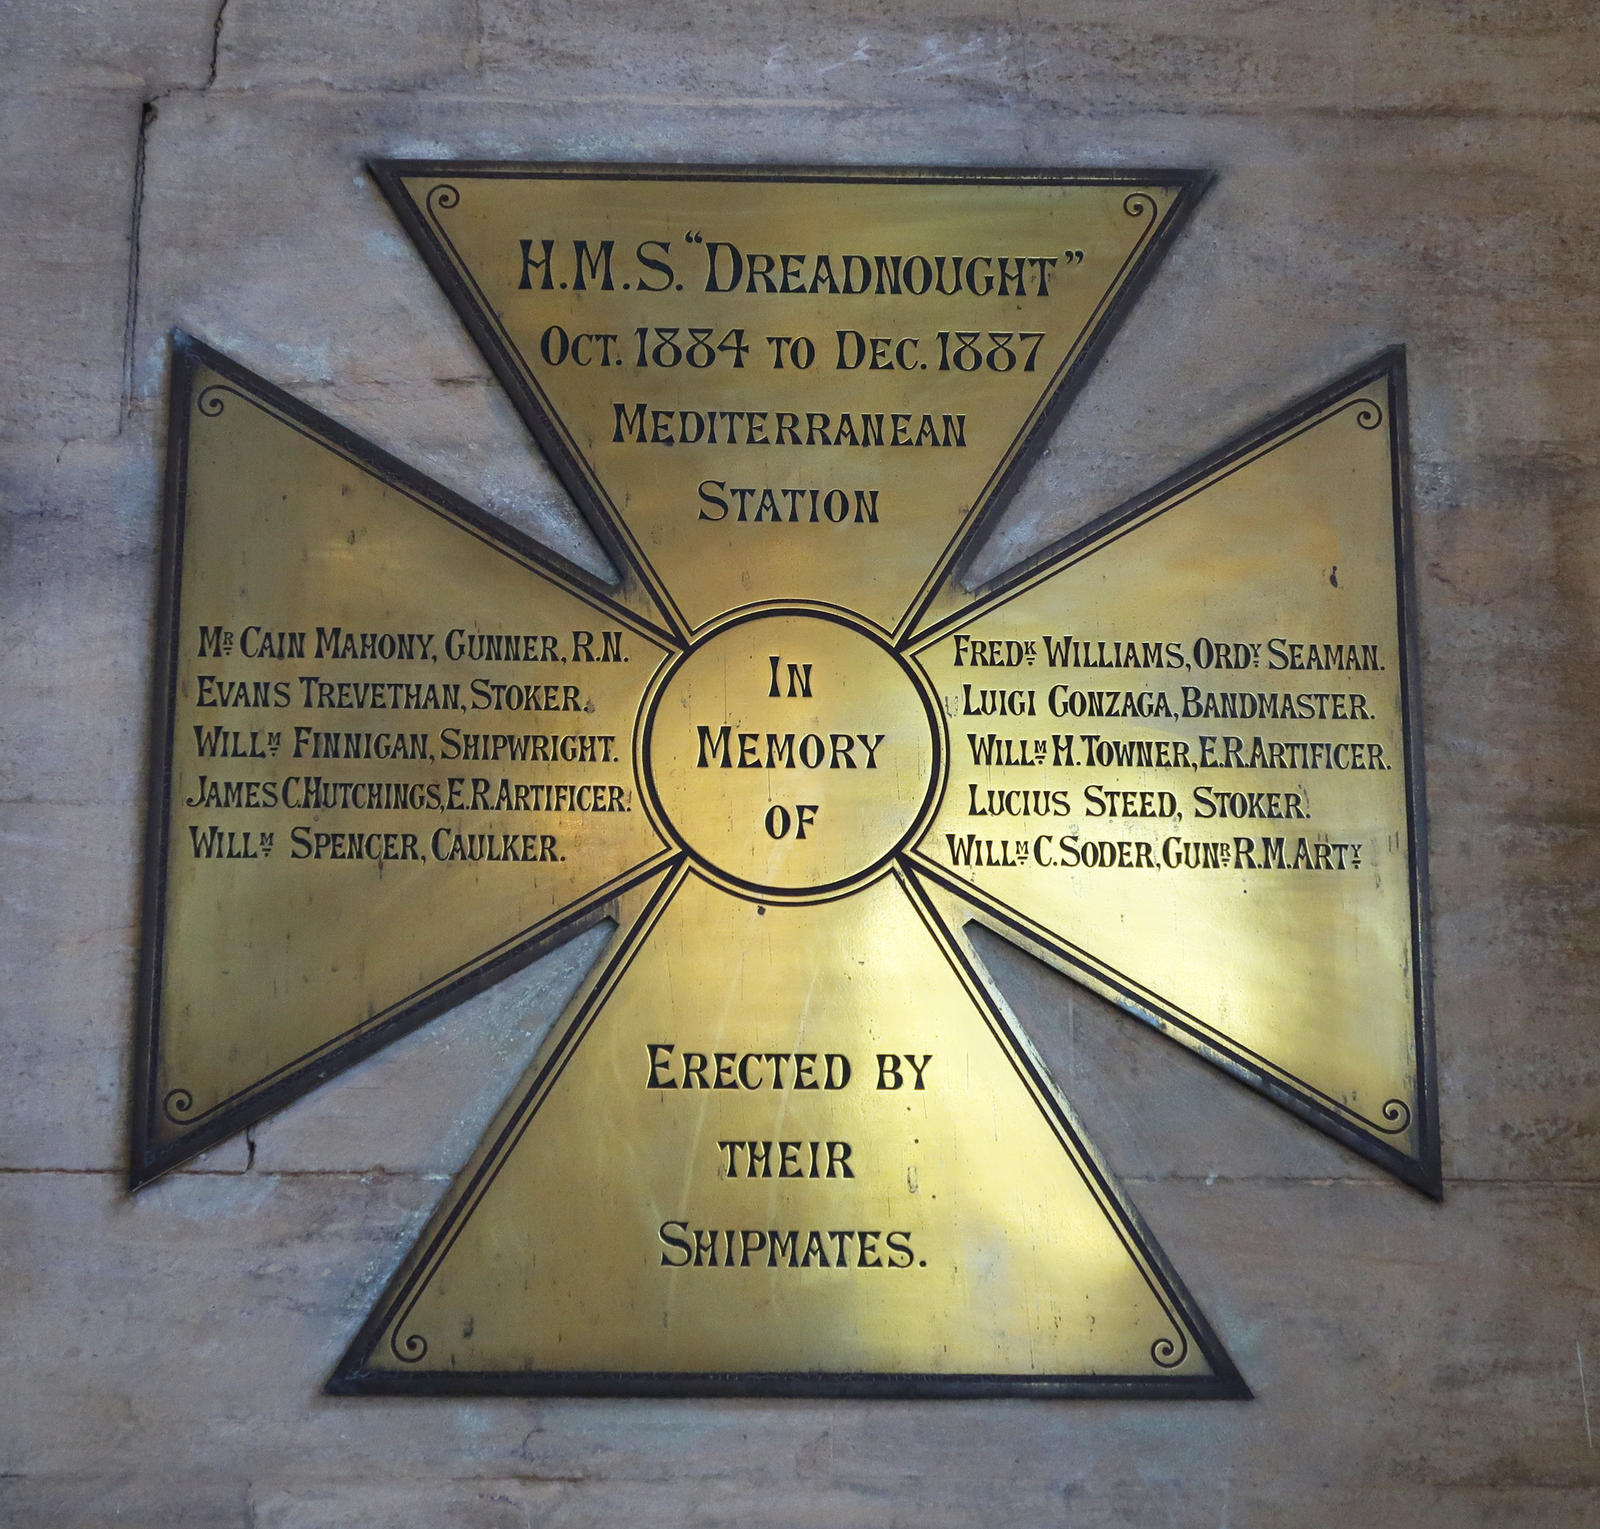 H.M.S. "DREADNOUGHT"
OCT. 1884 TO DEC. 1887
MEDITERRANEAN
STATION
IN
MEMORY
OF
MR CAIN MAHONY, GUNNER, R.N.
EVANS TREVETHAN, STOKER.
WILLM FINNIGAN, SHIPWRIGHT.
JAMES C. HUTCHINGS, E.R. ARTIFICER.
WILLM SPENCER, CAULKER.
FREDK WILLIAMS, ORDY SEAMAN.
LUIGI GONZAGA, BANDMASTER.
WILLM H. TOWNER, E.R. ARTIFICER.
LUCIUS STEED, STOKER.
WILLM C. SODER, GUNR R.M. ARTY
ERECTED BY
THEIR
SHIPMATES.